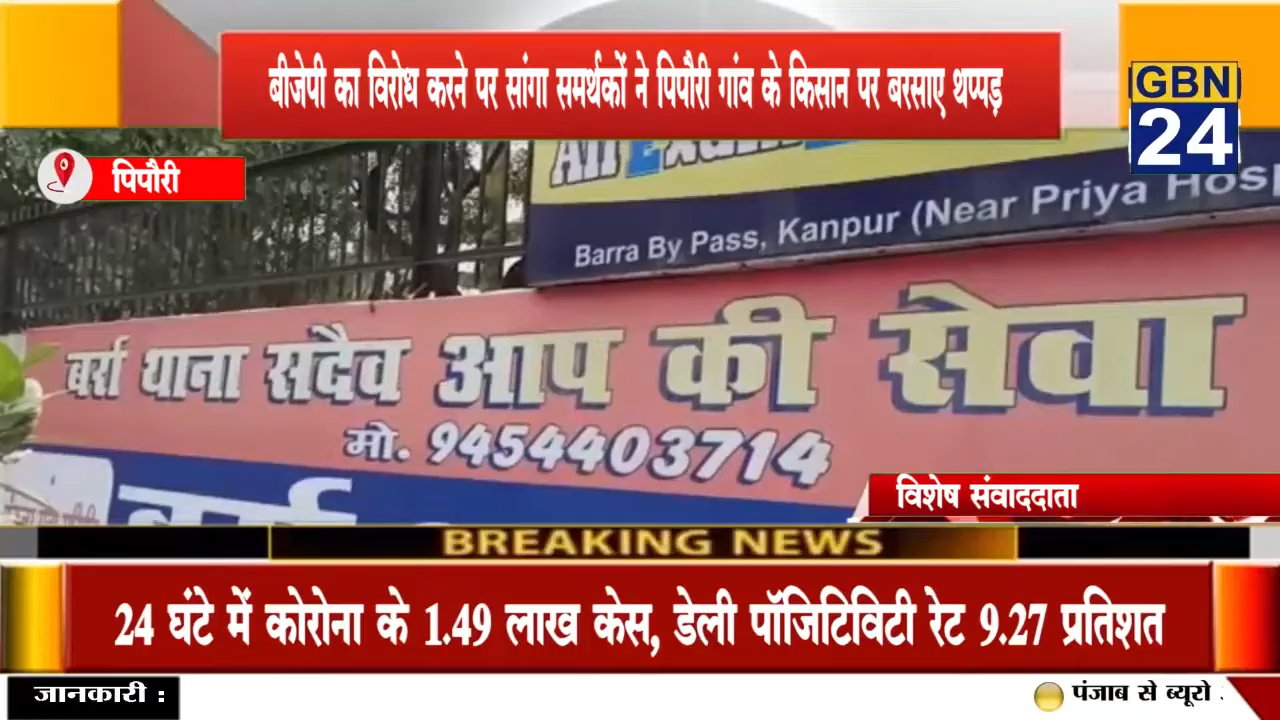 बीजेपी का विरोध करने पर सांगा समर्थकों ने पिपौरी गांव के किसान पर बरसाए थप्पड़
GBN
24
पिपौरी
Barra By Pass, Kanpur (Near Priya
बर्रा थाना सदैव आप की सेवा
मो. 9454403714
विशेष संवाददाता
BREAKING NEWS
24 घंटे में कोरोना के 1.49 लाख केस, डेली पॉजिटिविटी रेट 9.27 प्रतिशत
जानकारी :
पंजाब से ब्यूरो